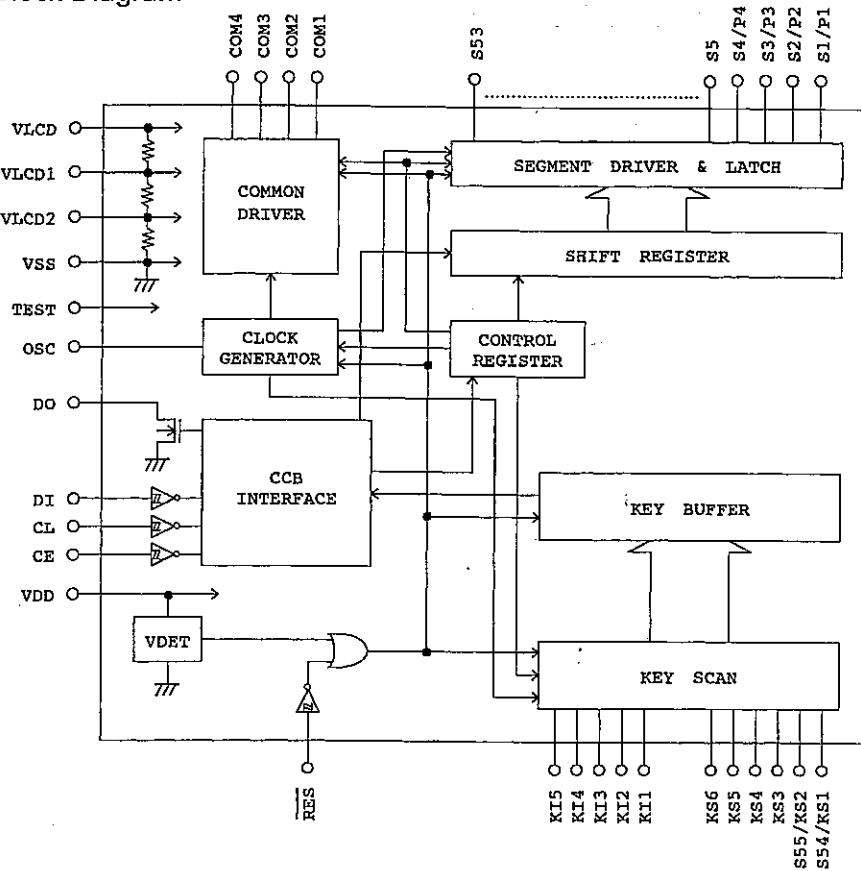 Block Diagram
COM4
COM3
COM2
COM1
S53
S5
S4/P4
S3/P3
S2/P2
S1/P1
VLCD
VLCD1
VLCD2
VSS
TEST
OSC
DO
DI
CL
CE
VDD
COMMON
DRIVER
SEGMENT DRIVER & LATCH
SHIFT REGISTER
CLOCK
GENERATOR
CONTROL
REGISTER
CCB
INTERFACE
KEY BUFFER
VDET
KEY SCAN
RES
KI5
KI4
KI3
KI2
KI1
KS6
KS5
KS4
KS3
S55/KS2
S54/KS1